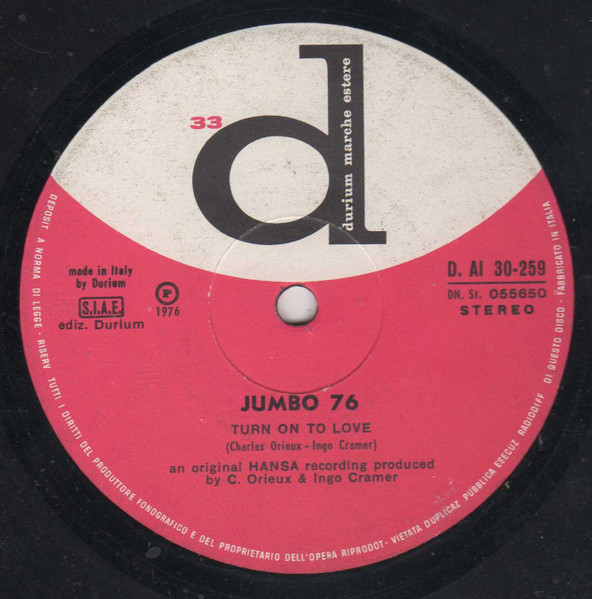 33
d
durium marche estere
made in Italy
by Durium
S.I.A.E.
ediz. Durium
P
1976
D. AI 30-259
DN. St. 055650
STEREO
JUMBO 76
TURN ON TO LOVE
(Charles Orieux - Ingo Cramer)
an original HANSA recording produced
by C. Orieux & Ingo Cramer
DEPOSIT. A NORMA DI LEGGE - RISERV TUTTI I DIRITTI DEL PRODUTTORE FONOGRAFICO E DEL PROPRIETARIO DELL'OPERA RIPRODOT- VIETATA DUPLICAZ PUBBLICA ESECUZ RADIODIFF DI QUESTO DISCO - FABBRICATO IN ITALIA